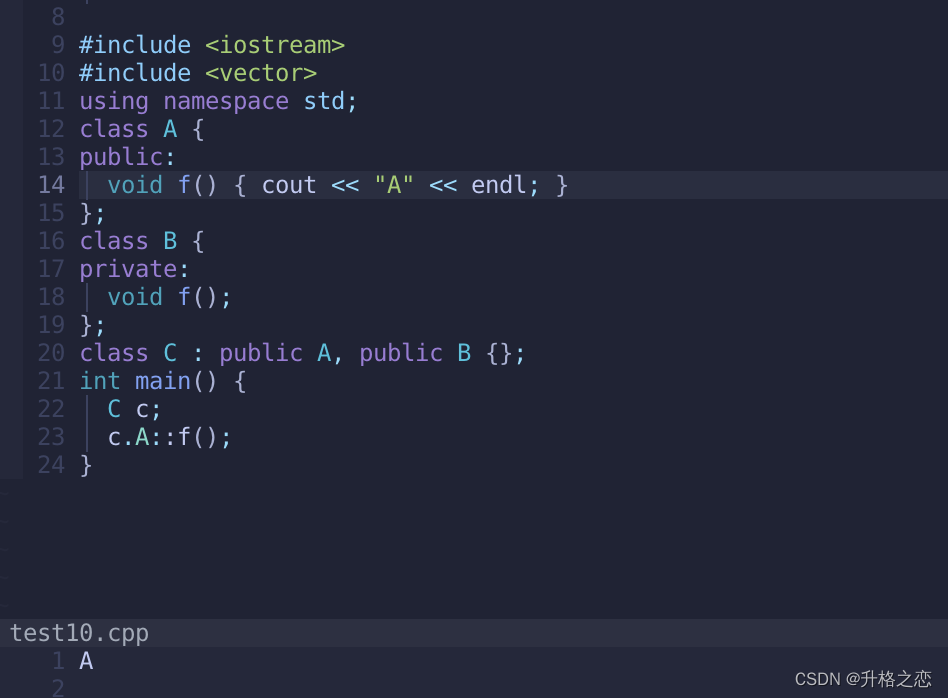 8
9 #include <iostream>
10 #include <vector>
11 using namespace std;
12 class A {
13 public:
14   void f() { cout << "A" << endl; }
15 };
16 class B {
17 private:
18   void f();
19 };
20 class C : public A, public B {};
21 int main() {
22   C c;
23   c.A::f();
24 }
test10.cpp
1 A
2
CSDN @升格之恋